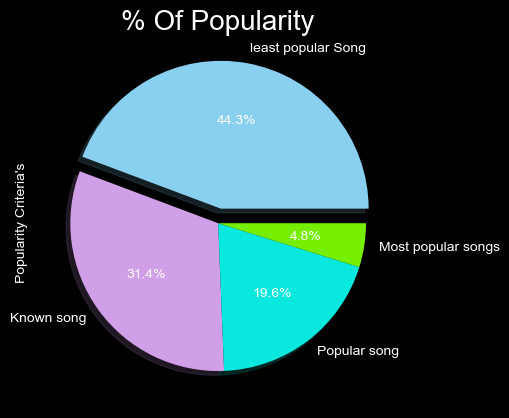 % Of Popularity
least popular Song
44.3%
Popularity Criteria's
4.8%
Most popular songs
31.4%
19.6%
Known song
Popular song